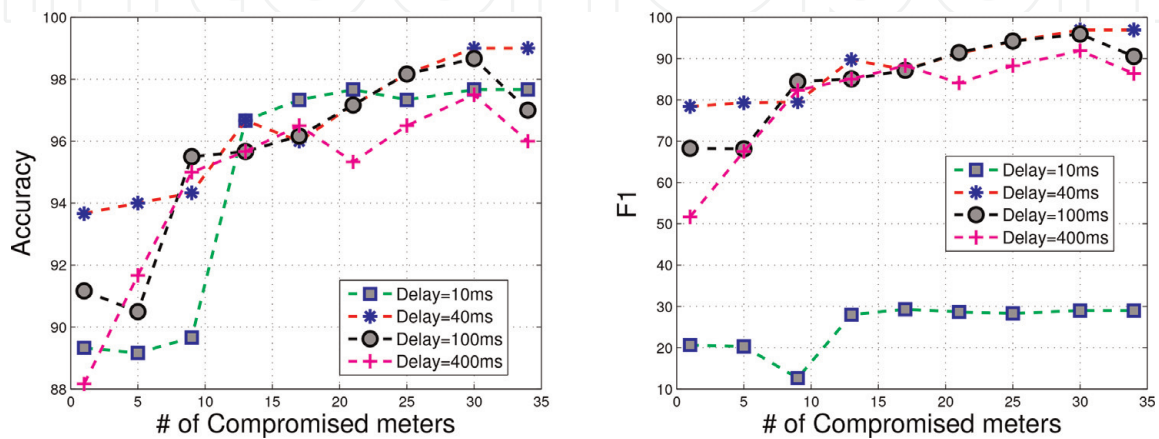 100
98
96
94
92
90
88
Accuracy
0 5 10 15 20 25 30 35
# of Compromised meters
Delay=10ms
Delay=40ms
Delay=100ms
Delay=400ms
100
90
80
70
60
50
40
30
20
10
F1
0 5 10 15 20 25 30 35
# of Compromised meters
Delay=10ms
Delay=40ms
Delay=100ms
Delay=400ms